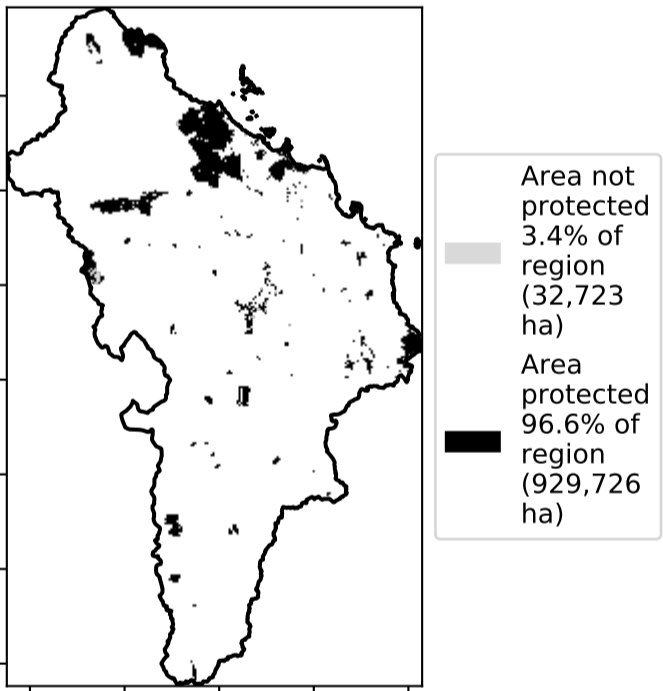 Area not
protected
3.4% of
region
(32,723
ha)
Area
protected
96.6% of
region
(929,726
ha)